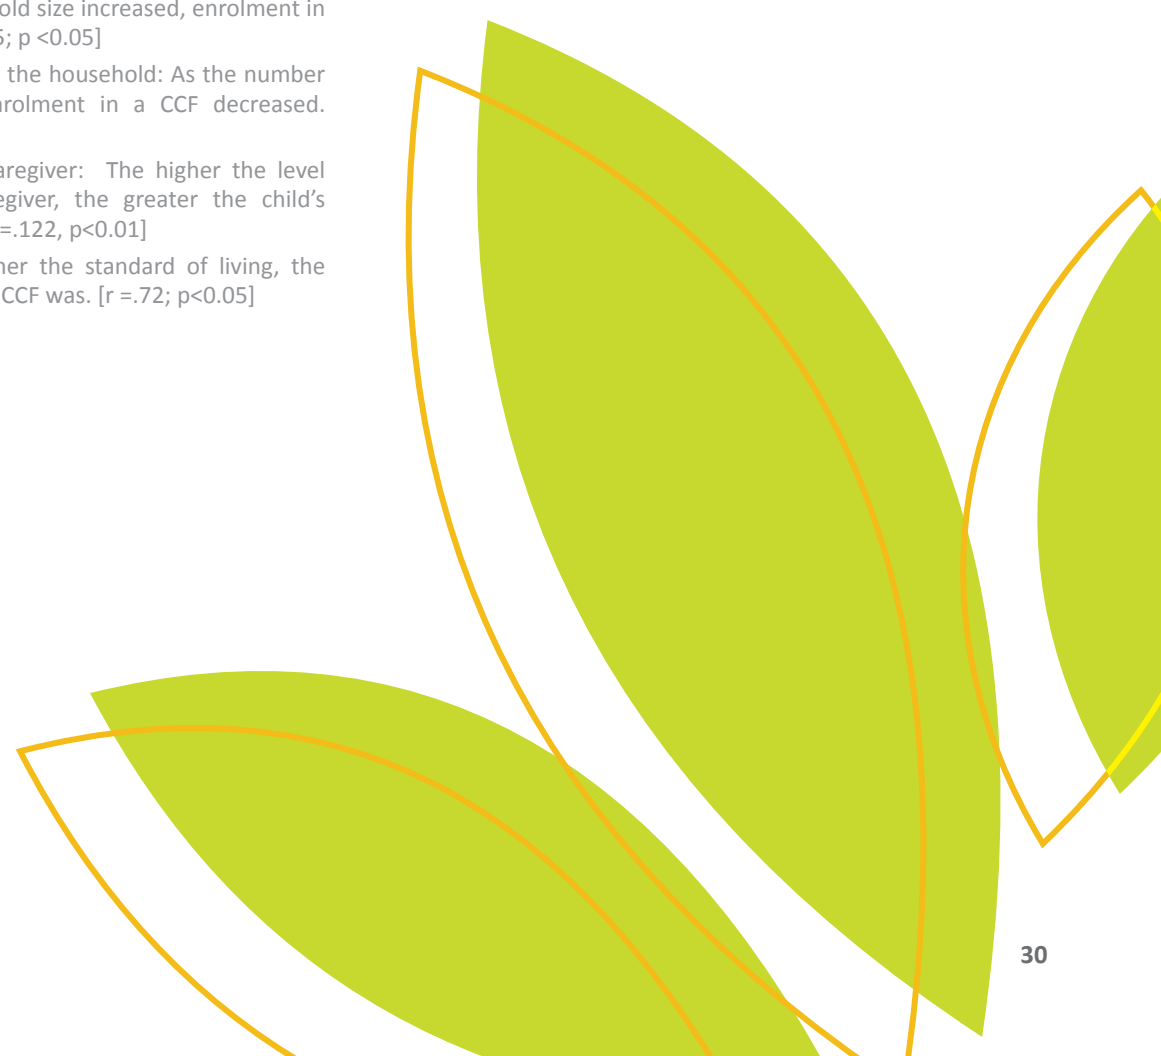 old size increased, enrolment in
5; p <0.05]
the household: As the number
nrolment in a CCF decreased.
aregiver: The higher the level
egiver, the greater the child's
=.122, p<0.01]
her the standard of living, the
CCF was. [r =.72; p<0.05]
30